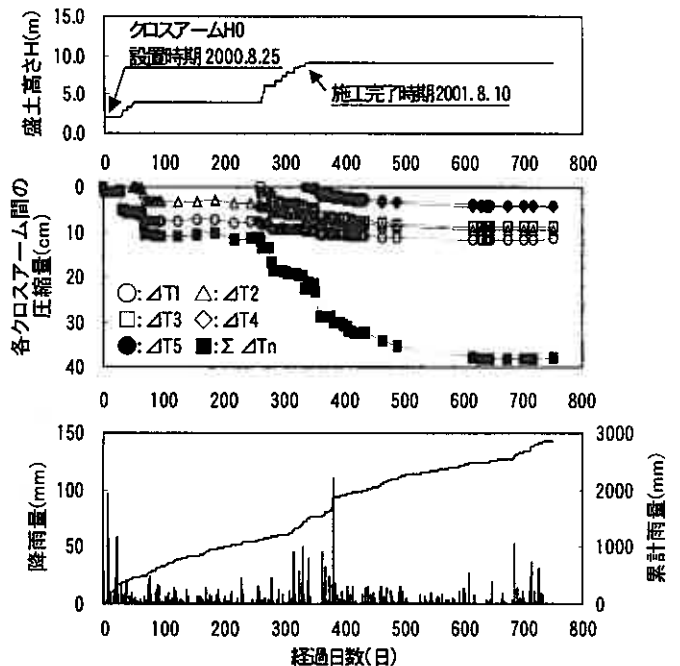 クロスアームH0
設置時期 2000.8.25
施工完了時期2001.8.10
盛土高さH(m)
15.0
10.0
5.0
0.0
0 100 200 300 400 500 600 700 800
各クロスアーム間の
圧縮量(cm)
0
10
20
30
40
○:⊿T1 △:⊿T2
□:⊿T3 ◇:⊿T4
●:⊿T5 ■:Σ ⊿Tn
0 100 200 300 400 500 600 700 800
降雨量(mm)
150
100
50
0
3000
2000
1000
0
累計雨量(mm)
0 100 200 300 400 500 600 700 800
経過日数(日)